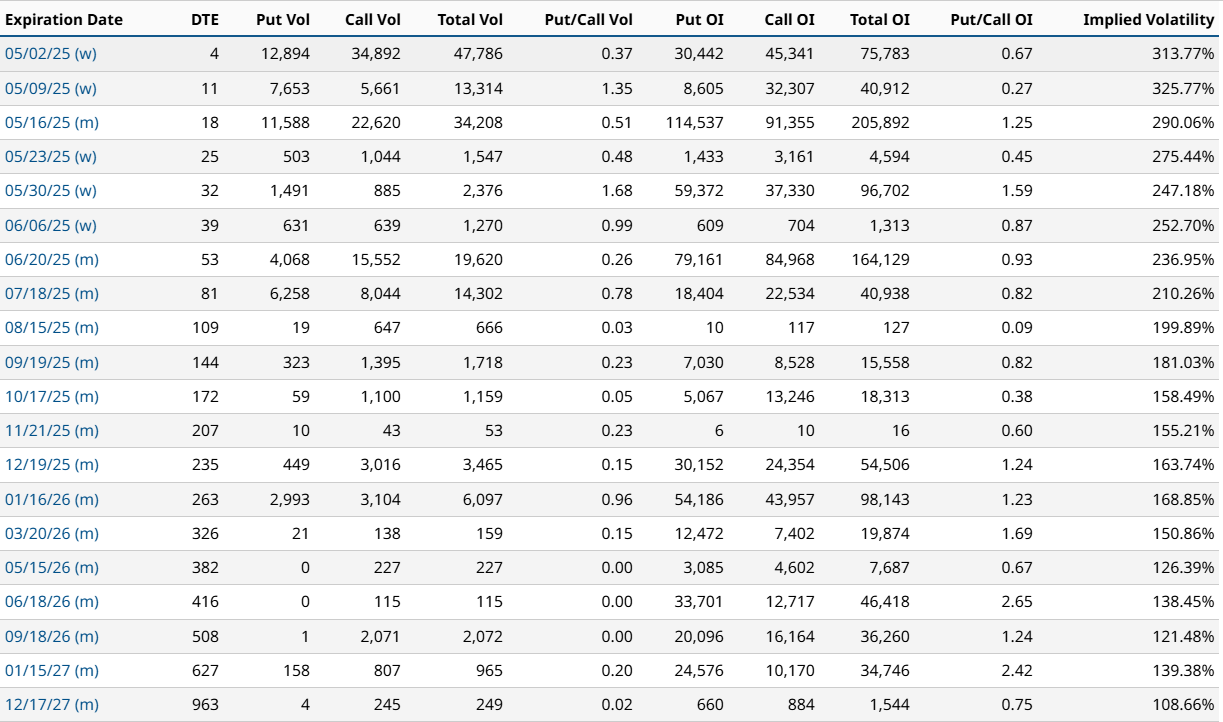 Expiration Date DTE Put Vol Call Vol Total Vol Put/Call Vol Put OI Call OI Total OI Put/Call OI Implied Volatility
05/02/25 (w) 4 12,894 34,892 47,786 0.37 30,442 45,341 75,783 0.67 313.77%
05/09/25 (w) 11 7,653 5,661 13,314 1.35 8,605 32,307 40,912 0.27 325.77%
05/16/25 (m) 18 11,588 22,620 34,208 0.51 114,537 91,355 205,892 1.25 290.06%
05/23/25 (w) 25 503 1,044 1,547 0.48 1,433 3,161 4,594 0.45 275.44%
05/30/25 (w) 32 1,491 885 2,376 1.68 59,372 37,330 96,702 1.59 247.18%
06/06/25 (w) 39 631 639 1,270 0.99 609 704 1,313 0.87 252.70%
06/20/25 (m) 53 4,068 15,552 19,620 0.26 79,161 84,968 164,129 0.93 236.95%
07/18/25 (m) 81 6,258 8,044 14,302 0.78 18,404 22,534 40,938 0.82 210.26%
08/15/25 (m) 109 19 647 666 0.03 10 117 127 0.09 199.89%
09/19/25 (m) 144 323 1,395 1,718 0.23 7,030 8,528 15,558 0.82 181.03%
10/17/25 (m) 172 59 1,100 1,159 0.05 5,067 13,246 18,313 0.38 158.49%
11/21/25 (m) 207 10 43 53 0.23 6 10 16 0.60 155.21%
12/19/25 (m) 235 449 3,016 3,465 0.15 30,152 24,354 54,506 1.24 163.74%
01/16/26 (m) 263 2,993 3,104 6,097 0.96 54,186 43,957 98,143 1.23 168.85%
03/20/26 (m) 326 21 138 159 0.15 12,472 7,402 19,874 1.69 150.86%
05/15/26 (m) 382 0 227 227 0.00 3,085 4,602 7,687 0.67 126.39%
06/18/26 (m) 416 0 115 115 0.00 33,701 12,717 46,418 2.65 138.45%
09/18/26 (m) 508 1 2,071 2,072 0.00 20,096 16,164 36,260 1.24 121.48%
01/15/27 (m) 627 158 807 965 0.20 24,576 10,170 34,746 2.42 139.38%
12/17/27 (m) 963 4 245 249 0.02 660 884 1,544 0.75 108.66%